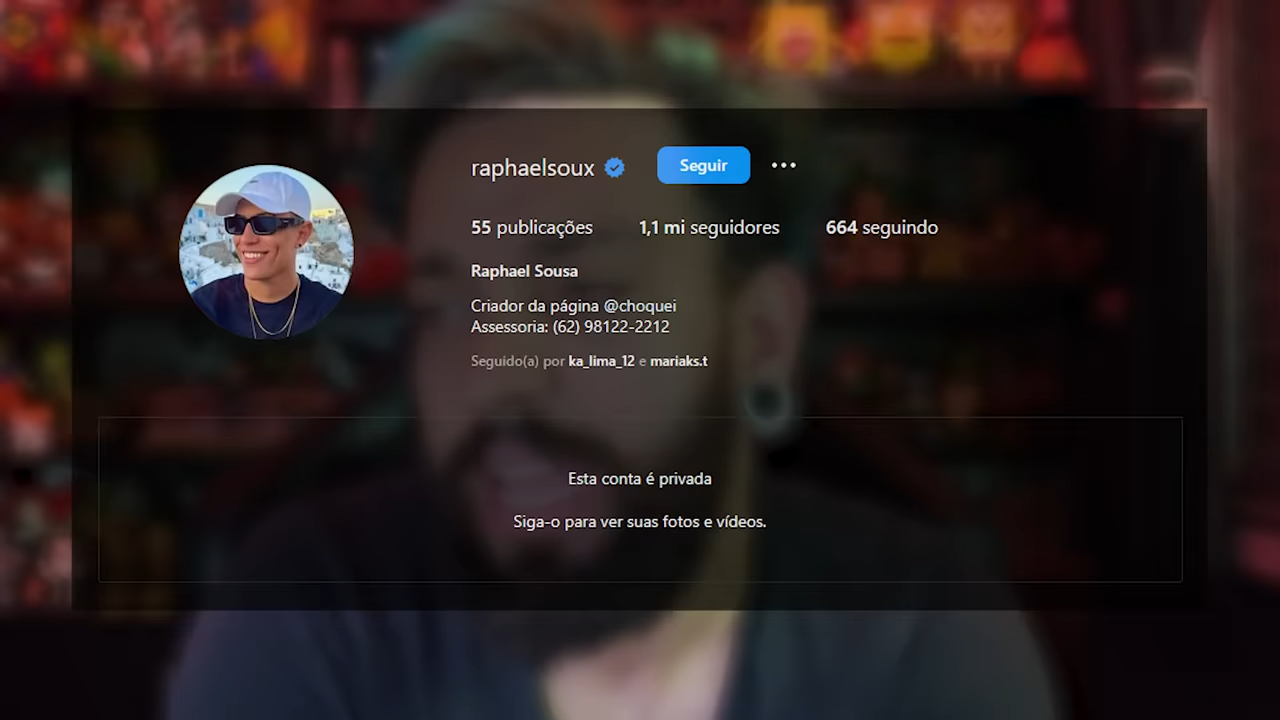 raphaelsoux
Seguir
55 publicações 1,1 mi seguidores 664 seguindo
Raphael Sousa
Criador da página @choquei
Assessoria: (62) 98122-2212
Seguido(a) por ka_lima_12 e mariaks.t
Esta conta é privada
Siga-o para ver suas fotos e vídeos.